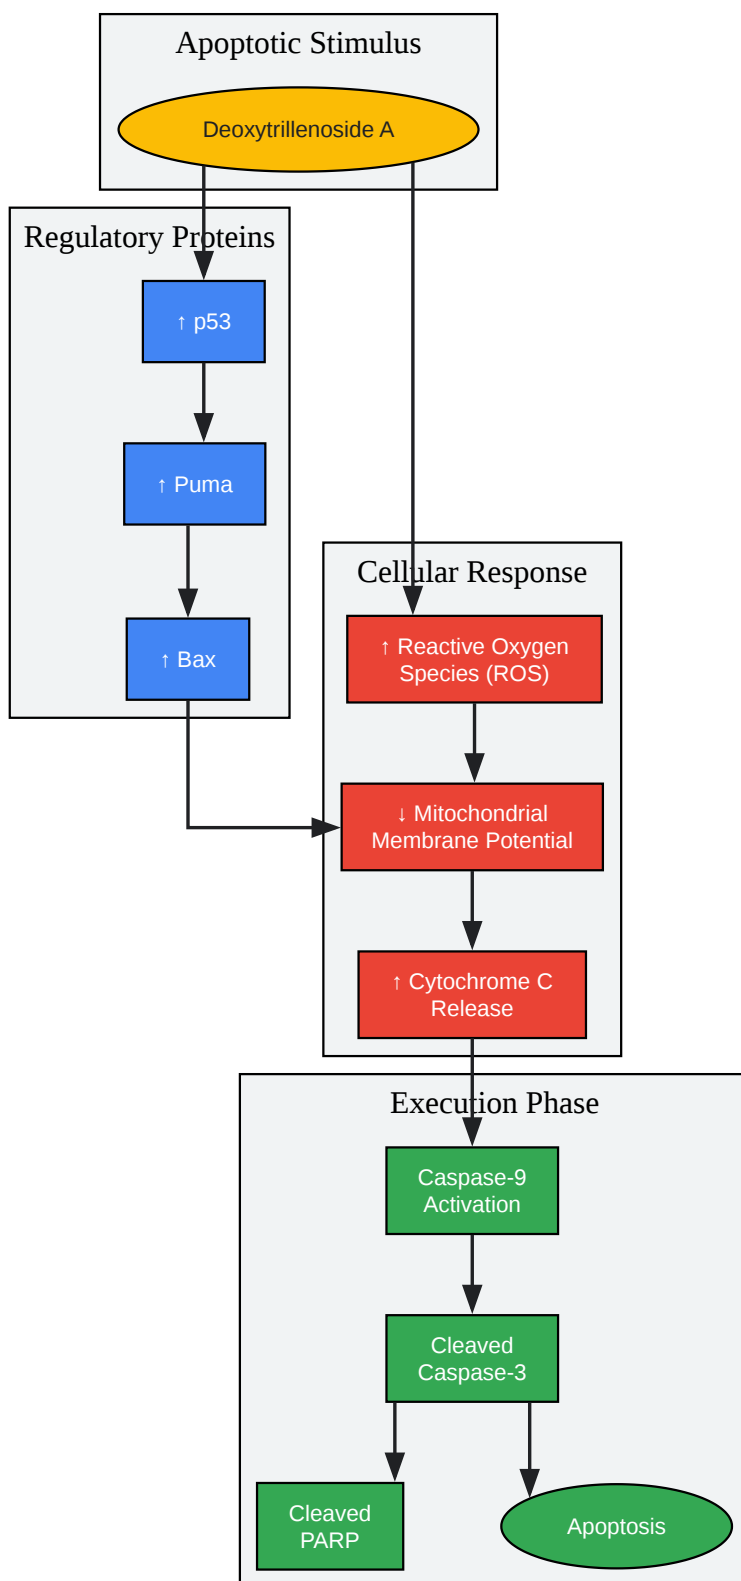 Apoptotic Stimulus
Deoxytrillenoside A
Regulatory Proteins
↑ p53
↑ Puma
↑ Bax
Cellular Response
↑ Reactive Oxygen
Species (ROS)
↓ Mitochondrial
Membrane Potential
↑ Cytochrome C
Release
Execution Phase
Caspase-9
Activation
Cleaved
Caspase-3
Cleaved
PARP
Apoptosis